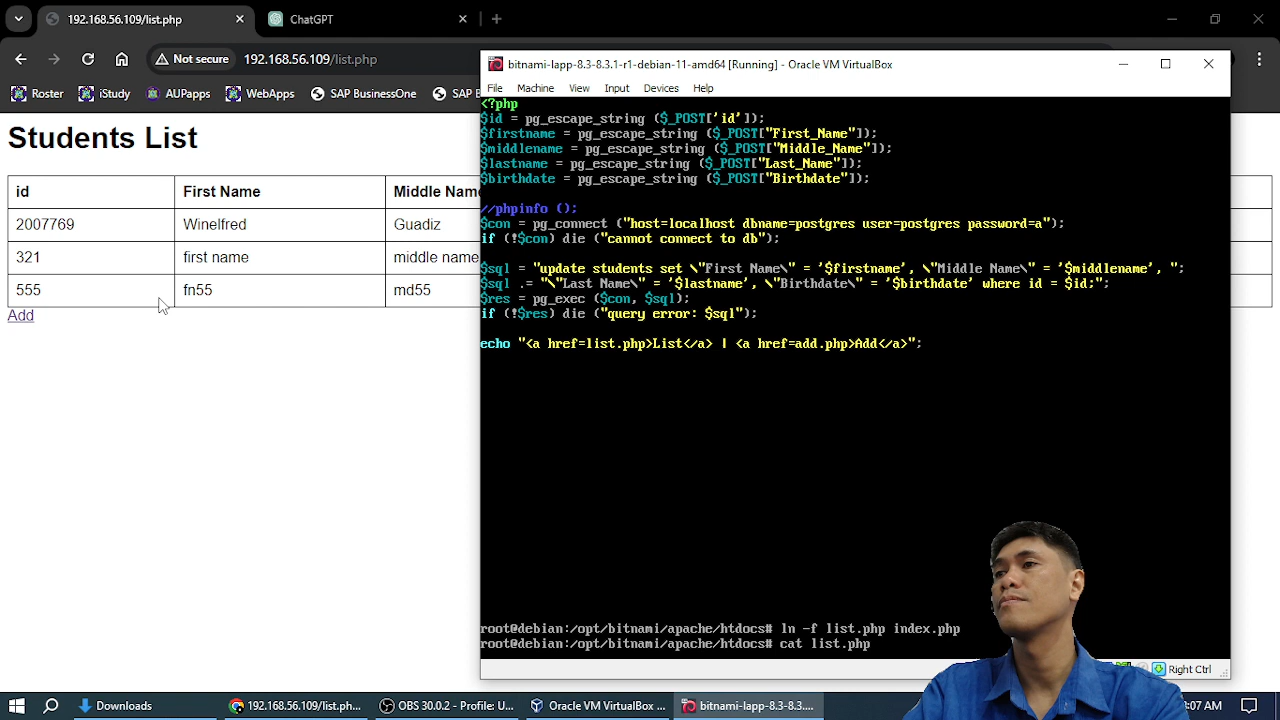 192.168.56.109/list.php
ChatGPT
Not secure
192.168.56.109/list.php
Roster
iStudy
AUPapps
WebApps
SAP BusinessOne
SAP B
Students List
id
First Name
Middle Name
2007769
Winelfred
Guadiz
321
first name
middle name
555
fn55
md55
Add
bitnami-lapp-8.3-8.3.1-r1-debian-11-amd64 [Running] - Oracle VM VirtualBox
File Machine View Input Devices Help
<?php
$id = pg_escape_string ($_POST['id']);
$firstname = pg_escape_string ($_POST["First_Name"]);
$middlename = pg_escape_string ($_POST["Middle_Name"]);
$lastname = pg_escape_string ($_POST["Last_Name"]);
$birthdate = pg_escape_string ($_POST["Birthdate"]);
//phpinfo ();
$con = pg_connect ("host=localhost dbname=postgres user=postgres password=a");
if (!$con) die ("cannot connect to db");
$sql = "update students set \"First Name\" = '$firstname', \"Middle Name\" = '$middlename', ";
$sql .= "\"Last Name\" = '$lastname', \"Birthdate\" = '$birthdate' where id = $id;";
$res = pg_exec ($con, $sql);
if (!$res) die ("query error: $sql");
echo "<a href=list.php>List</a> | <a href=add.php>Add</a>";
root@debian:/opt/bitnami/apache/htdocs# ln -f list.php index.php
root@debian:/opt/bitnami/apache/htdocs# cat list.php
Right Ctrl
Downloads
192.168.56.109/list.ph...
OBS 30.0.2 - Profile: U...
Oracle VM VirtualBox ...
bitnami-lapp-8.3-8.3....
:07 AM